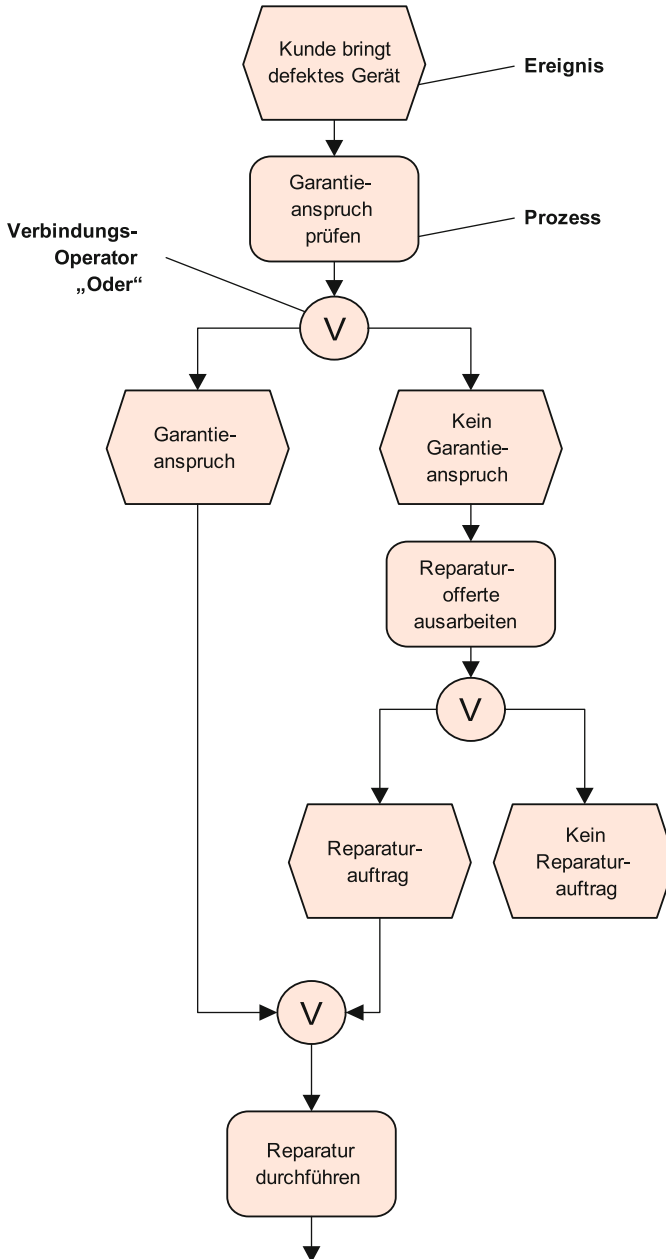 Kunde bringt
defektes Gerät
Ereignis
Garantie-
anspruch
prüfen
Prozess
Verbindungs-
Operator
„Oder“
V
Garantie-
anspruch
Kein
Garantie-
anspruch
Reparatur-
offerte
ausarbeiten
V
Reparatur-
auftrag
Kein
Reparatur-
auftrag
V
Reparatur
durchführen